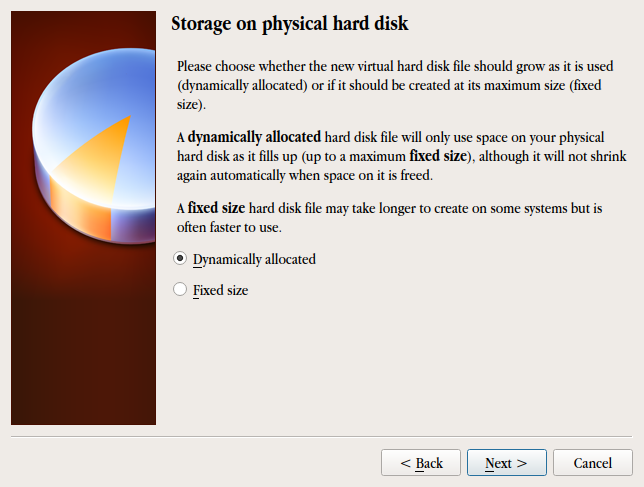 Storage on physical hard disk
Please choose whether the new virtual hard disk file should grow as it is used
(dynamically allocated) or if it should be created at its maximum size (fixed
size).
A dynamically allocated hard disk file will only use space on your physical
hard disk as it fills up (up to a maximum fixed size), although it will not shrink
again automatically when space on it is freed.
A fixed size hard disk file may take longer to create on some systems but is
often faster to use.
Dynamically allocated
Fixed size
< Back
Next >
Cancel